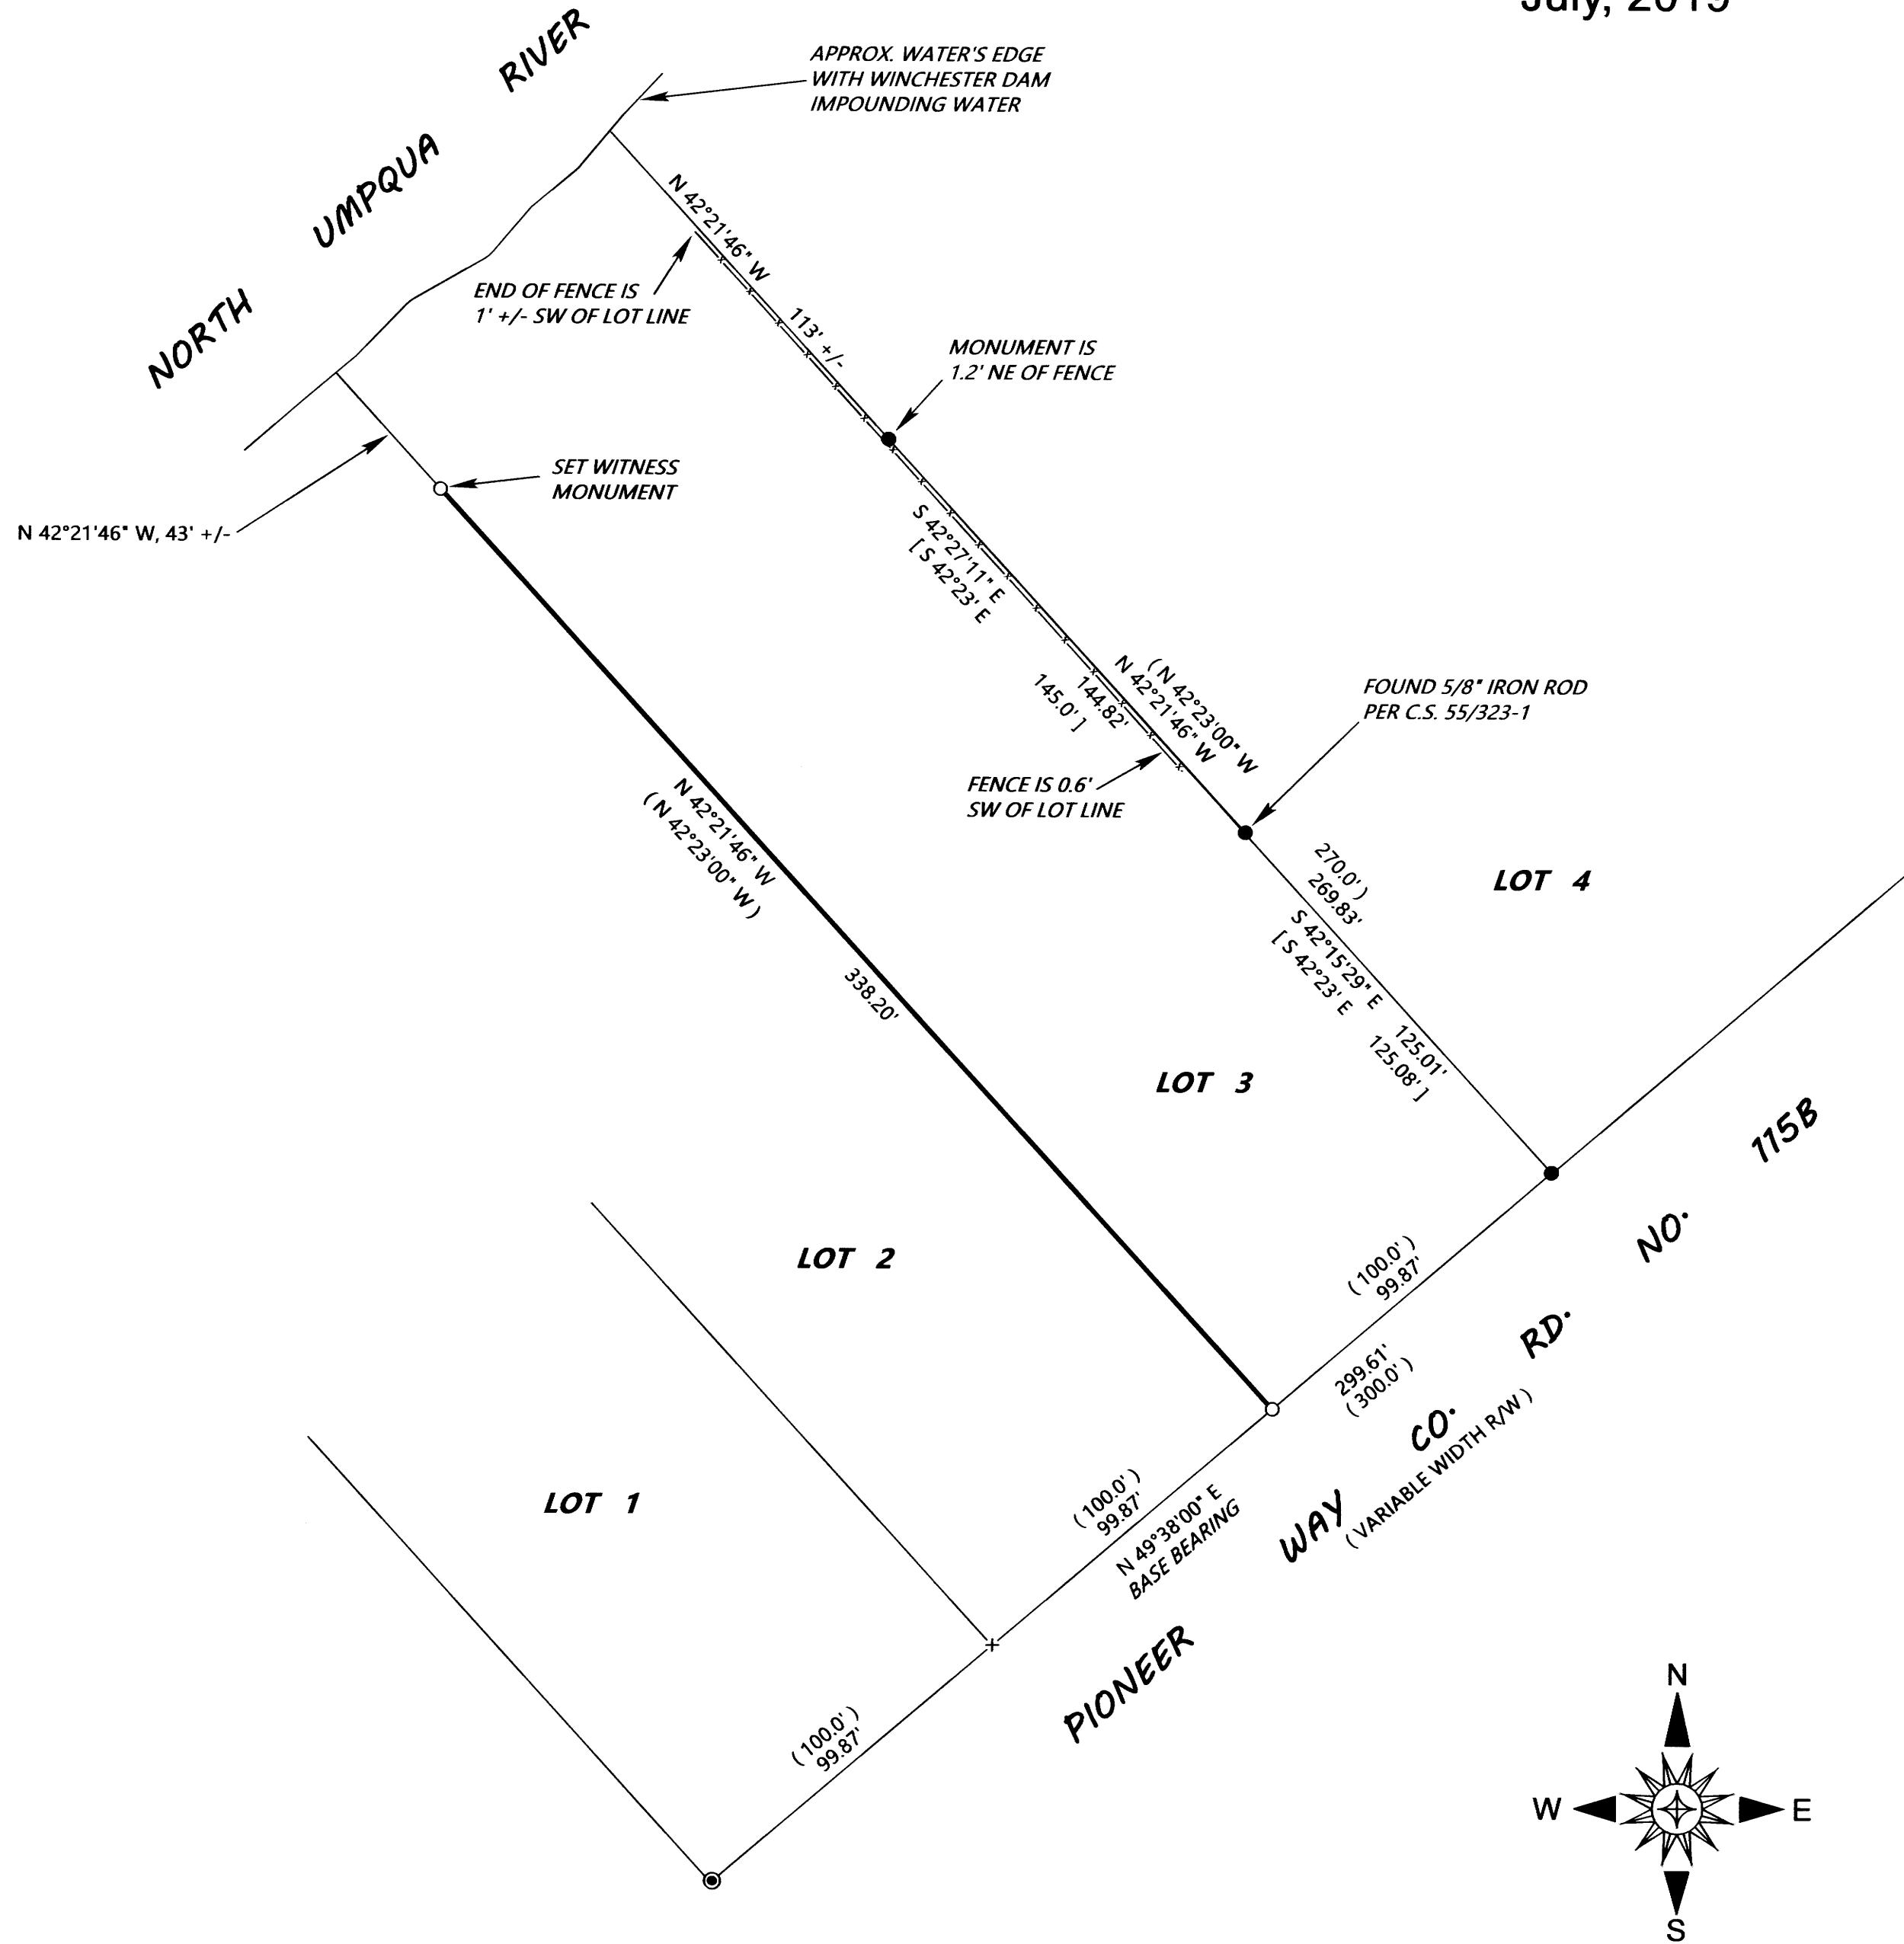 RIVER
APPROX. WATER'S EDGE
WITH WINCHESTER DAM
IMPOUNDING WATER
UMPQUA
NORTH
N 42°21'46" W
113' +/-
END OF FENCE IS
1' +/- SW OF LOT LINE
MONUMENT IS
1.2' NE OF FENCE
SET WITNESS
MONUMENT
N 42°21'46" W, 43' +/-
S 42°27'11" E
[ S 42°23' E
144.82'
145.0' ]
( N 42°23'00" W
N 42°21'46" W
FOUND 5/8" IRON ROD
PER C.S. 55/323-1
FENCE IS 0.6'
SW OF LOT LINE
N 42°21'46" W
( N 42°23'00" W )
338.20'
270.0' )
269.83'
LOT 4
S 42°15'29" E
[ S 42°23' E
125.01'
125.08' ]
LOT 3
115B
NO.
RD.
CO.
WAY
PIONEER
( VARIABLE WIDTH R/W )
LOT 2
( 100.0' )
99.87'
299.61'
( 300.0' )
LOT 1
( 100.0' )
99.87'
N 49°38'00" E
BASE BEARING
( 100.0' )
99.87'
N
W
E
S